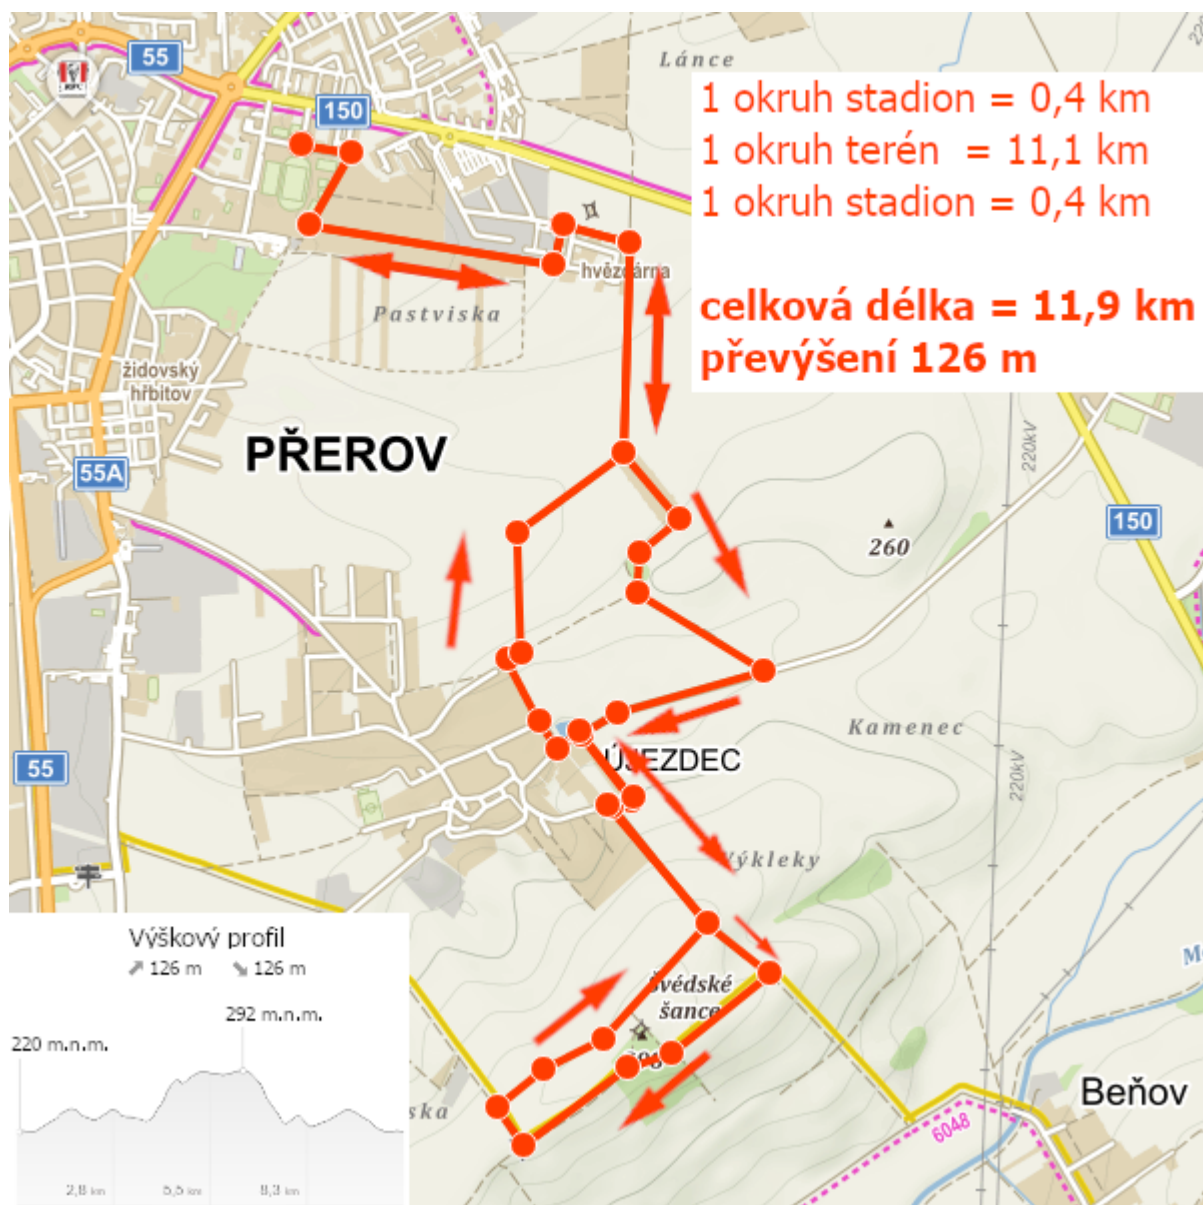 Lánce
55
KFC
150
1 okruh stadion = 0,4 km
1 okruh terén = 11,1 km
1 okruh stadion = 0,4 km
hvězdárna
Pastviska
celková délka = 11,9 km
převýšení 126 m
židovský
hřbitov
PŘEROV
55A
220kV
150
260
Kamenec
ÚJEZDEC
55
220kV
Výkleky
Výškový profil
126 m
126 m
Švédské
šance
292 m.n.m.
220 m.n.m.
ska
Beňov
6048
2,8 km
5,5 km
8,3 km